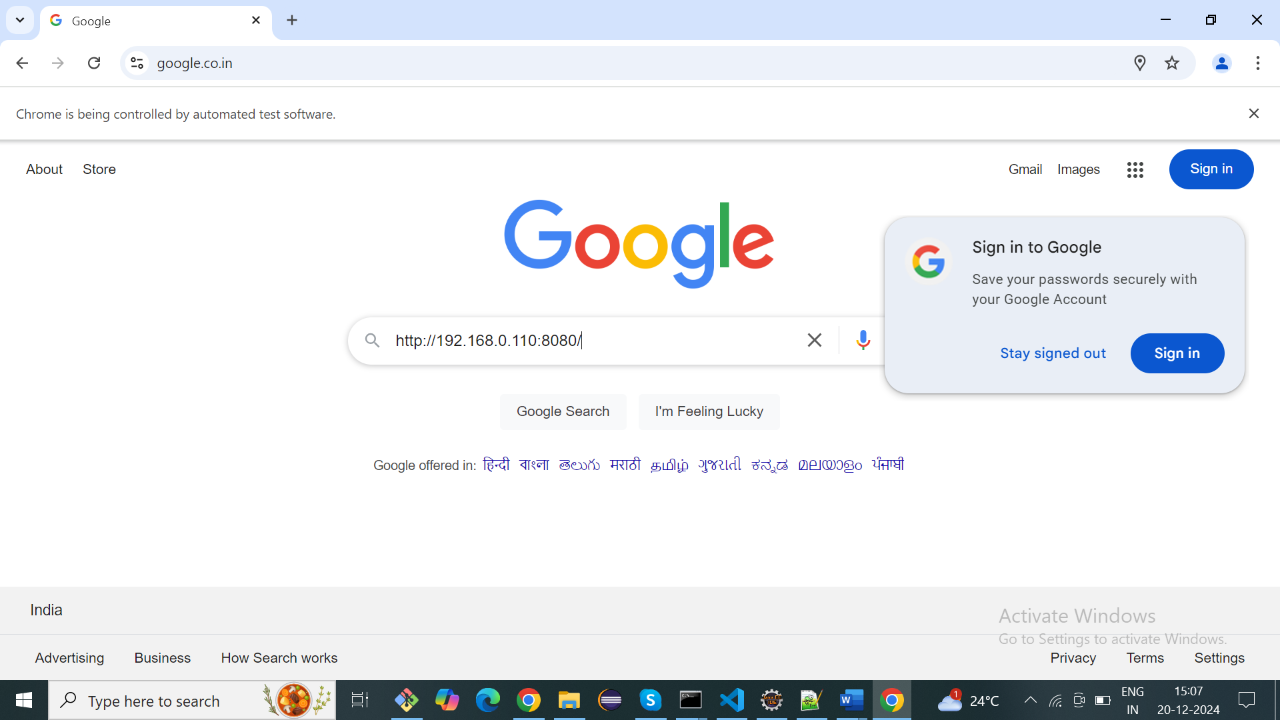 Google
google.co.in
Chrome is being controlled by automated test software.
About Store Gmail Images Sign in
Google
Sign in to Google
Save your passwords securely with
your Google Account
Stay signed out Sign in
http://192.168.0.110:8080/
Google Search I'm Feeling Lucky
Google offered in: हिन्दी বাংলা తెలుగు मराठी தமிழ் ગુજરાતી ಕನ್ನಡ മലയാളം ਪੰਜਾਬੀ
India
Activate Windows
Go to Settings to activate Windows.
Advertising Business How Search works Privacy Terms Settings
Type here to search 1 24°C ENG 15:07
IN 20-12-2024